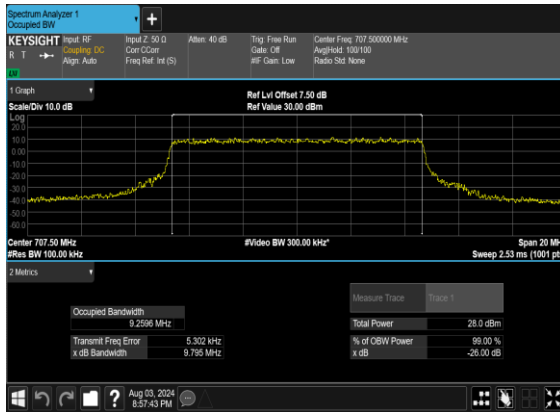 Spectrum Analyzer 1
Occupied BW
KEYSIGHT Input: RF Input Z: 50 Ω Atten: 40 dB Trig: Free Run Center Freq: 707.500000 MHz
R T Coupling: DC Corr CCorr Gate: Off Avg|Hold: 100/100
Align: Auto Freq Ref: Int (S) #IF Gain: Low Radio Std: None
LW
1 Graph Ref Lvl Offset 7.50 dB
Scale/Div 10.0 dB Ref Value 30.00 dBm
Log
20.0
10.0
0.00
-10.0
-20.0
-30.0
-40.0
-50.0
-60.0
Center 707.50 MHz #Video BW 300.00 kHz* Span 20 MH
#Res BW 100.00 kHz Sweep 2.53 ms (1001 pt
2 Metrics
Measure Trace Trace 1
Occupied Bandwidth
9.2596 MHz Total Power 28.0 dBm
Transmit Freq Error 5.302 kHz % of OBW Power 99.00 %
x dB Bandwidth 9.795 MHz x dB -26.00 dB
Aug 03, 2024
8:57:43 PM